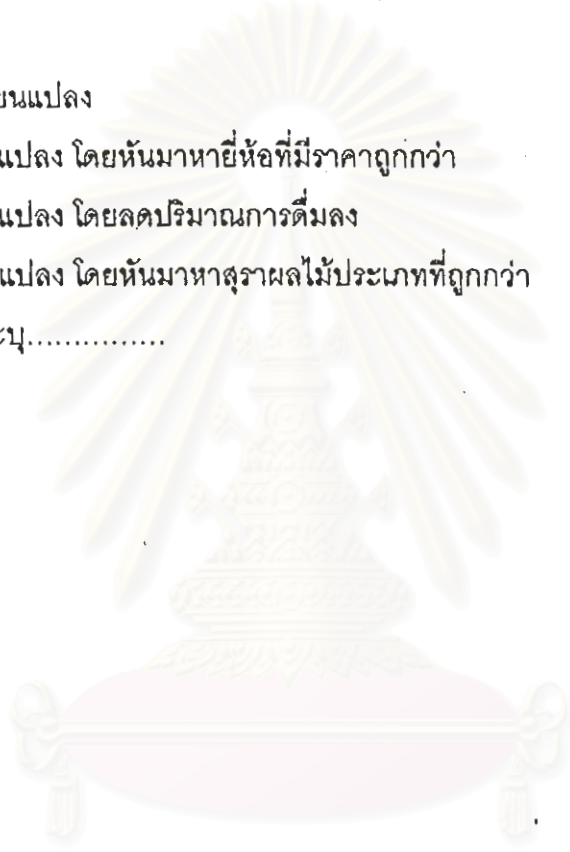 ยนแปลง
แปลง โดยหันมาหายี่ห้อที่มีราคาถูกกว่า
แปลง โดยลดปริมาณการดื่มลง
แปลง โดยหันมาหาสุราผลไม้ประเภทที่ถูกกว่า
ะบุ...............